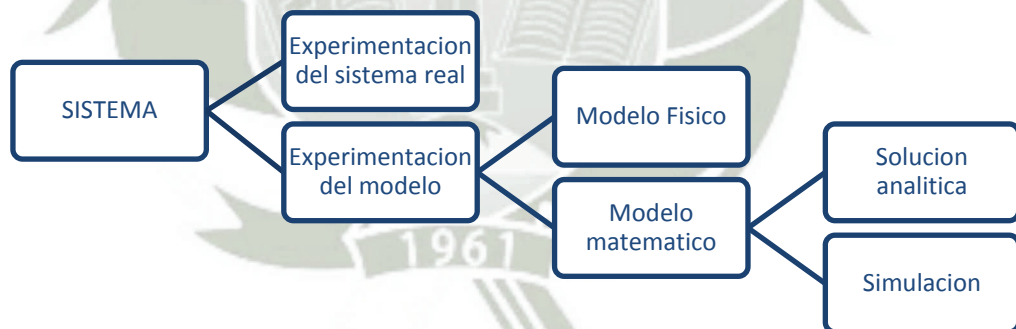 SISTEMA
Experimentacion
del sistema real
Experimentacion
del modelo
Modelo Fisico
Modelo
matematico
Solucion
analitica
Simulacion
1961